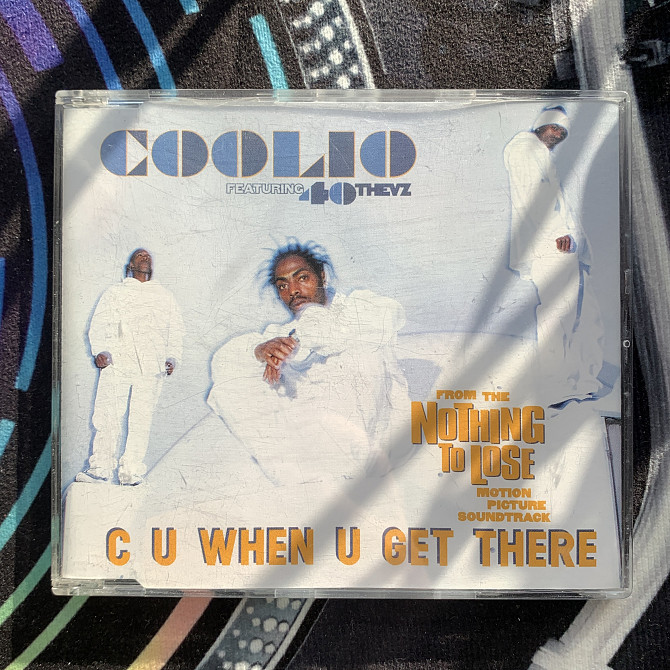 COOLIO
FEATURING 40 THEVZ
FROM THE
NOTHING
TO LOSE
MOTION
PICTURE
SOUNDTRACK
C U WHEN U GET THERE